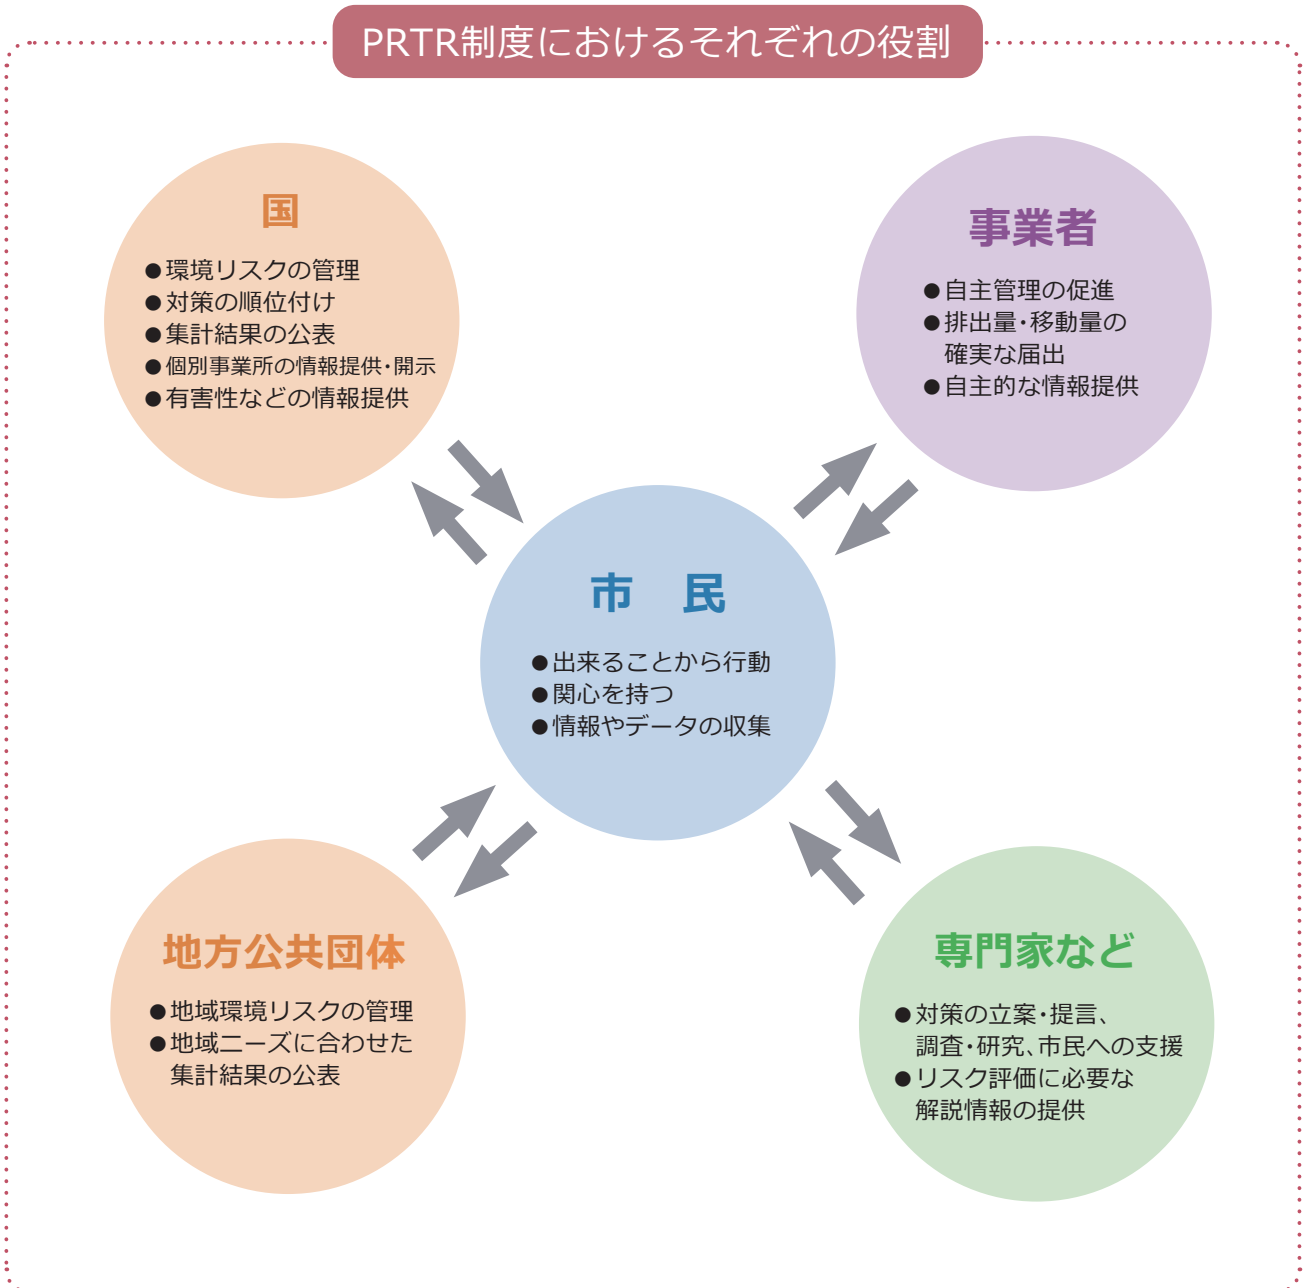 PRTR制度におけるそれぞれの役割
国
●環境リスクの管理
●対策の順位付け
●集計結果の公表
●個別事業所の情報提供・開示
●有害性などの情報提供
事業者
●自主管理の促進
●排出量・移動量の
確実な届出
●自主的な情報提供
市　民
●出来ることから行動
●関心を持つ
●情報やデータの収集
地方公共団体
●地域環境リスクの管理
●地域ニーズに合わせた
集計結果の公表
専門家など
●対策の立案・提言、
調査・研究、市民への支援
●リスク評価に必要な
解説情報の提供